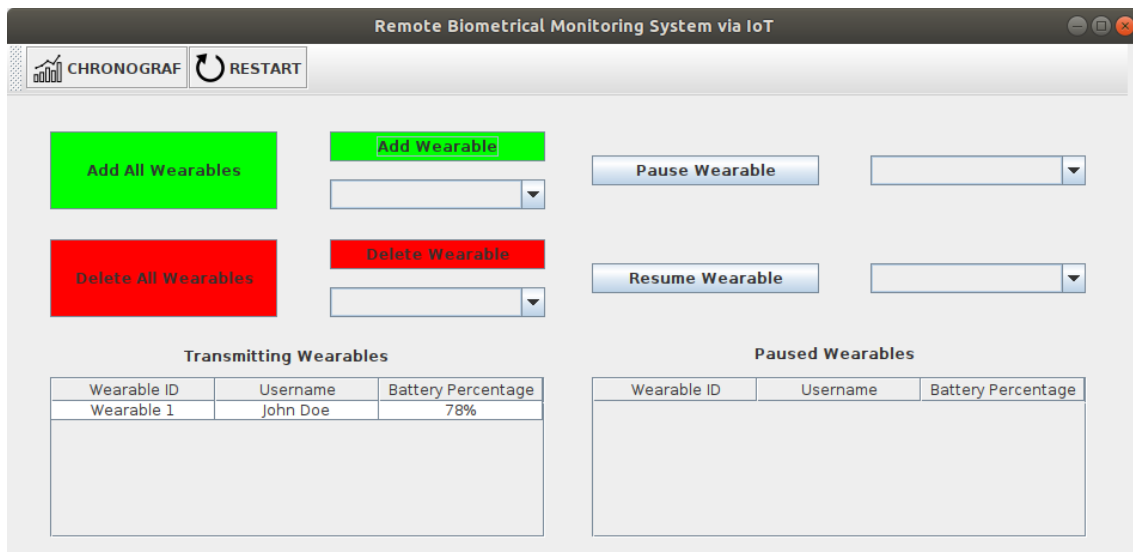 Remote Biometrical Monitoring System via IoT
CHRONOGRAF RESTART
Add All Wearables
Add Wearable
Pause Wearable
Delete All Wearables
Delete Wearable
Resume Wearable
Transmitting Wearables
Wearable ID Username Battery Percentage
Wearable 1 John Doe 78%
Paused Wearables
Wearable ID Username Battery Percentage